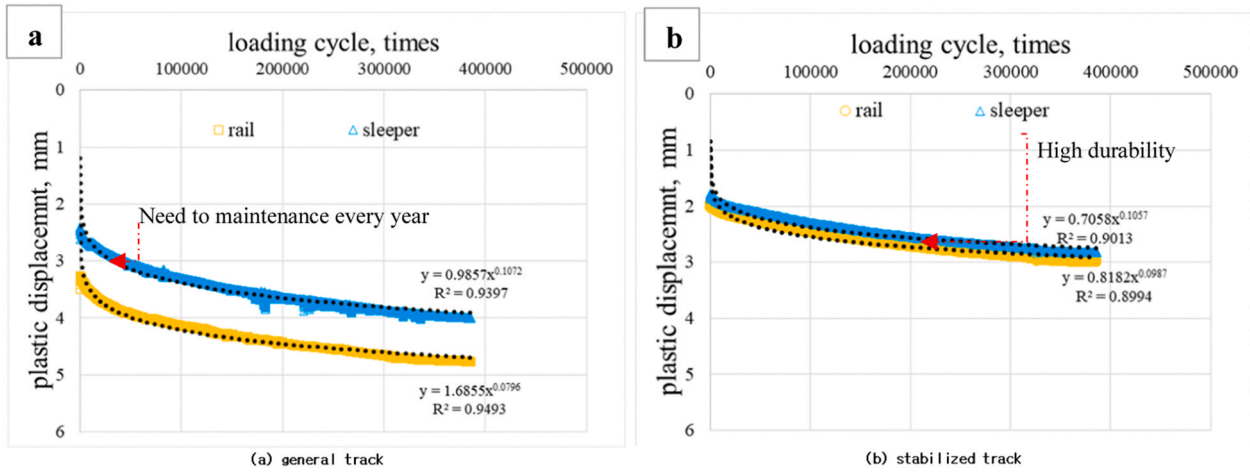 a
loading cycle, times
0 100000 200000 300000 400000 500000
0
1
2
3
4
5
6
plastic displacemnt, mm
rail sleeper
Need to maintenance every year
y = 0.9857x^0.1072
R² = 0.9397
y = 1.6855x^0.0796
R² = 0.9493
(a) general track
b
loading cycle, times
0 100000 200000 300000 400000 500000
0
1
2
3
4
5
6
plastic displacemnt, mm
rail sleeper
High durability
y = 0.7058x^0.1057
R² = 0.9013
y = 0.8182x^0.0987
R² = 0.8994
(b) stabilized track